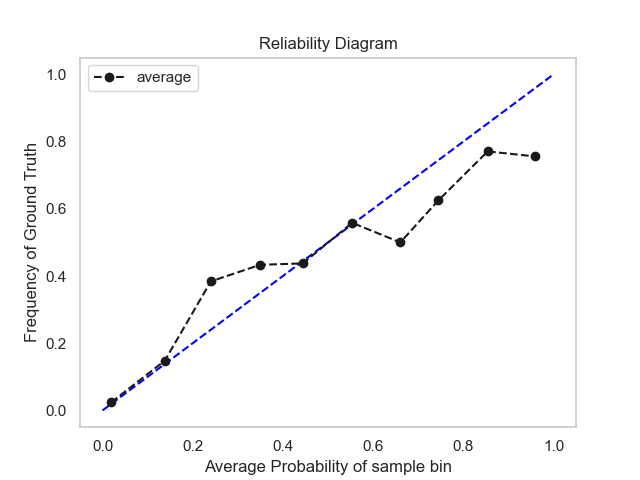 Reliability Diagram
average
Frequency of Ground Truth
1.0
0.8
0.6
0.4
0.2
0.0
0.0 0.2 0.4 0.6 0.8 1.0
Average Probability of sample bin